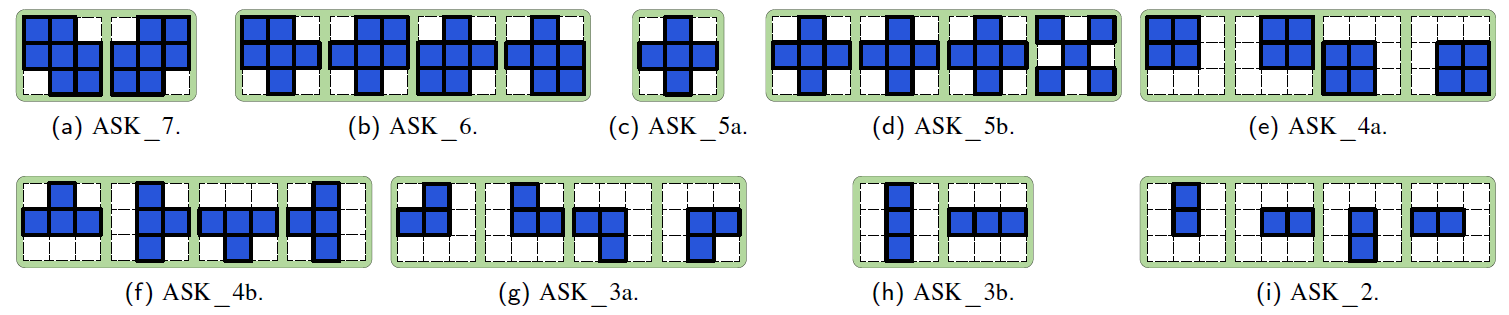 (a) ASK_7.
(b) ASK_6.
(c) ASK_5a.
(d) ASK_5b.
(e) ASK_4a.
(f) ASK_4b.
(g) ASK_3a.
(h) ASK_3b.
(i) ASK_2.